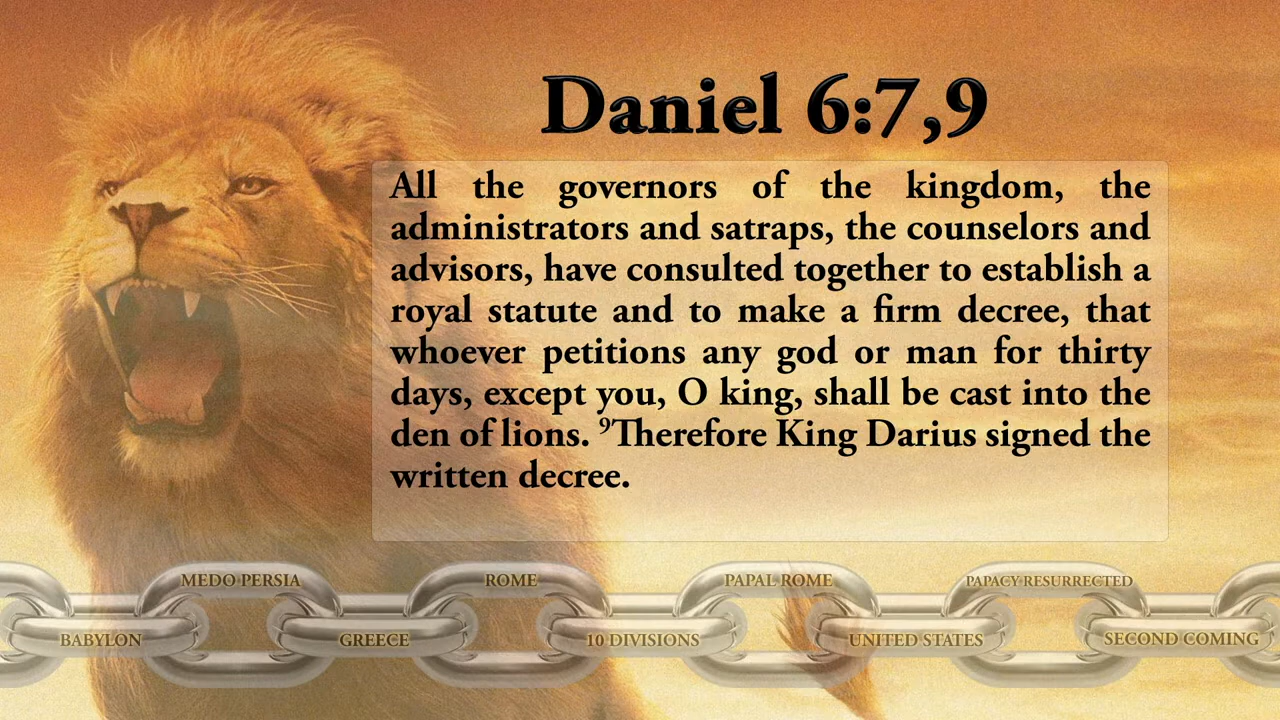 Daniel 6:7,9
All the governors of the kingdom, the
administrators and satraps, the counselors and
advisors, have consulted together to establish a
royal statute and to make a firm decree, that
whoever petitions any god or man for thirty
days, except you, O king, shall be cast into the
den of lions. ⁹Therefore King Darius signed the
written decree.
MEDO PERSIA ROME PAPAL ROME PAPACY RESURRECTED
BABYLON GREECE 10 DIVISIONS UNITED STATES SECOND COMING